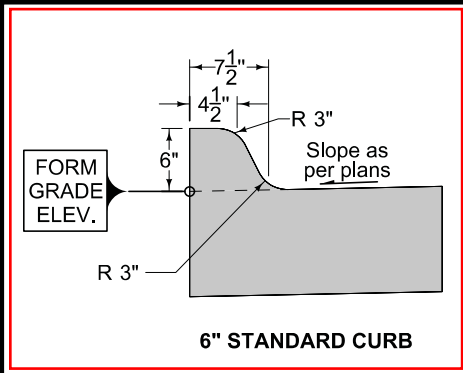 7 1/2"
4 1/2"
R 3"
6"
Slope as
per plans
FORM
GRADE
ELEV.
R 3"
6" STANDARD CURB